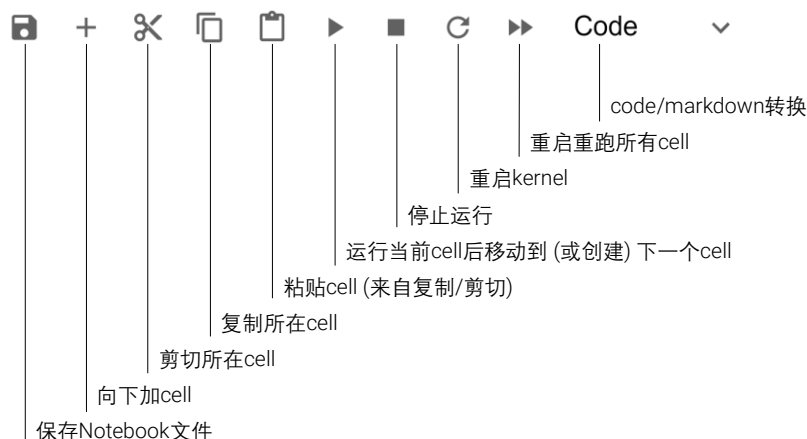 Code
code/markdown转换
重启重跑所有cell
重启kernel
停止运行
运行当前cell后移动到 (或创建) 下一个cell
粘贴cell (来自复制/剪切)
复制所在cell
剪切所在cell
向下加cell
保存Notebook文件